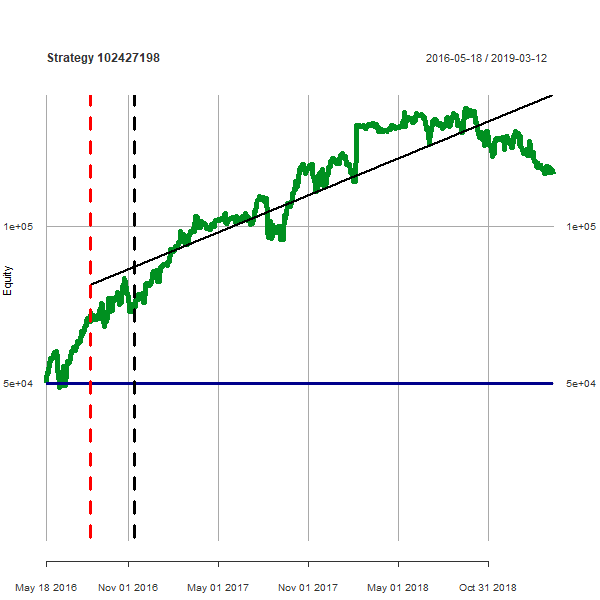 Strategy 102427198
2016-05-18 / 2019-03-12
1e+05
1e+05
Equity
5e+04
5e+04
May 18 2016
Nov 01 2016
May 01 2017
Nov 01 2017
May 01 2018
Oct 31 2018